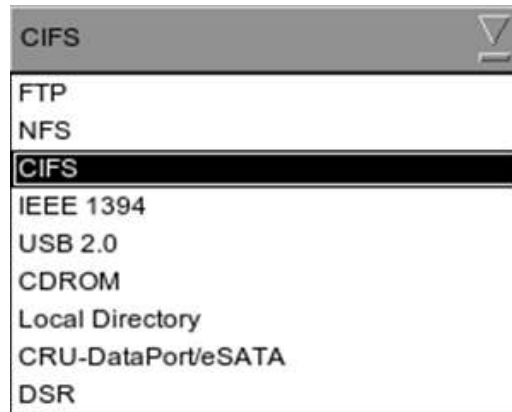 CIFS
FTP
NFS
CIFS
IEEE 1394
USB 2.0
CDROM
Local Directory
CRU-DataPort/eSATA
DSR